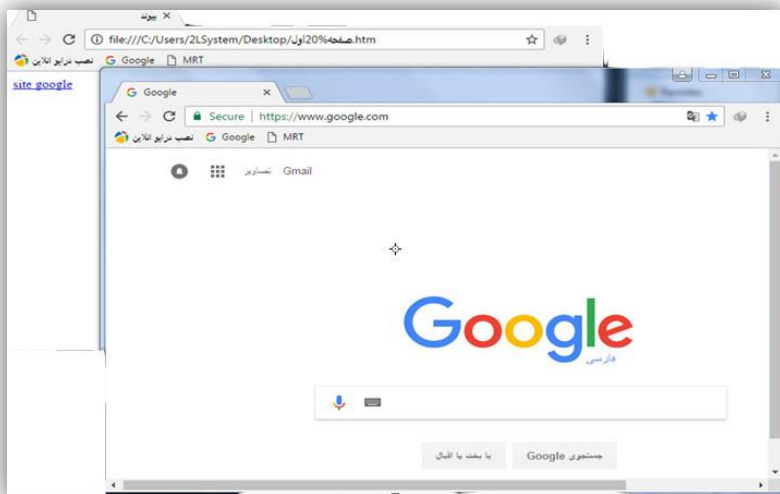 پیوند
file:///C:/Users/2LSystem/Desktop/صفحه%20اول.htm
نصب درایو آنلاین Google MRT
site google
Google
Secure | https://www.google.com
نصب درایو آنلاین Google MRT
تصاویر Gmail
Google
فارسی
جستجوی Google یا بخت یا اقبال